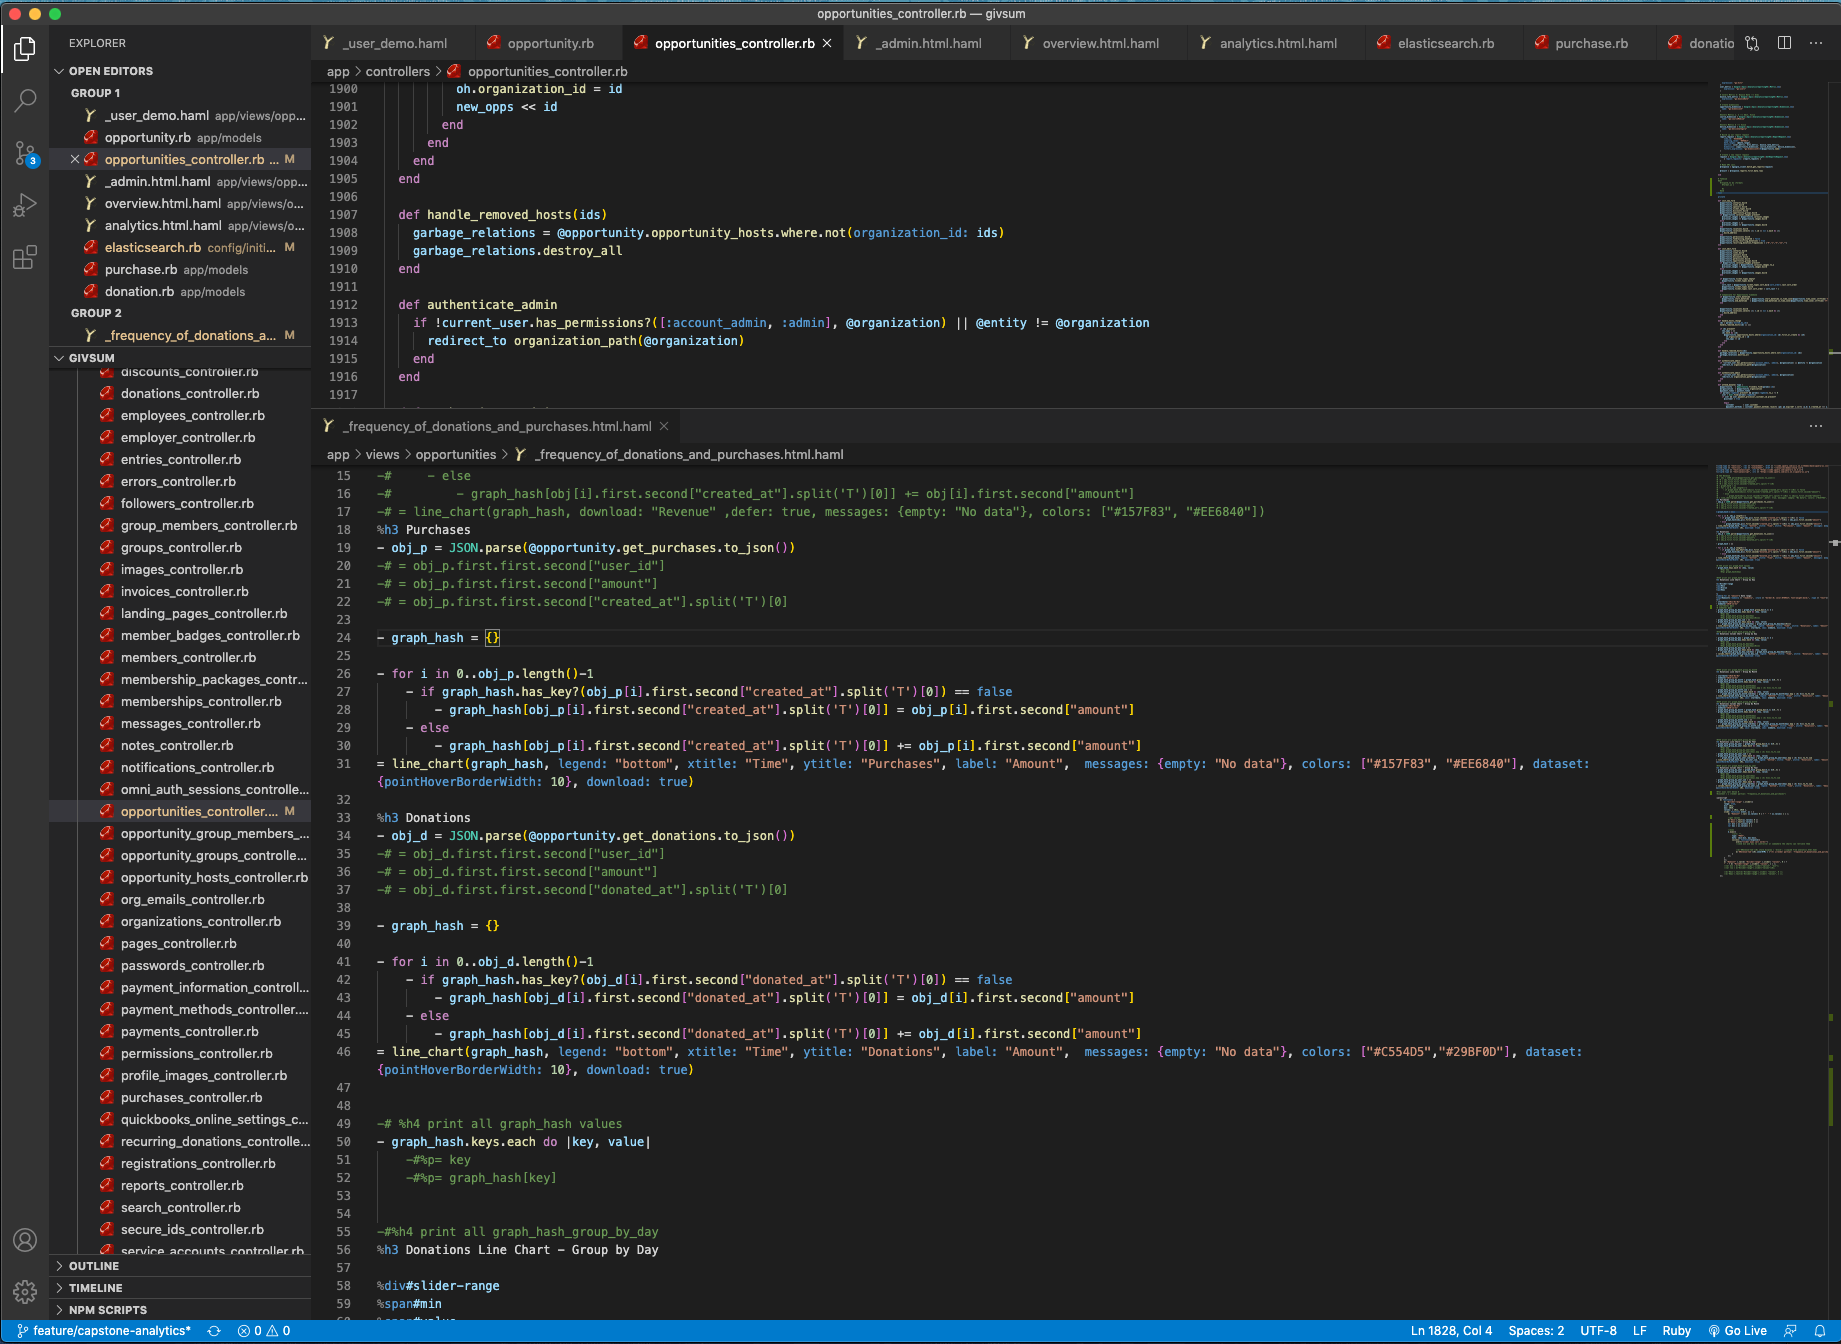 opportunities_controller.rb — givsum
EXPLORER
OPEN EDITORS
GROUP 1
_user_demo.haml app/views/opp...
opportunity.rb app/models
opportunities_controller.rb ... M
_admin.html.haml app/views/opp...
overview.html.haml app/views/o...
analytics.html.haml app/views/o...
elasticsearch.rb config/initi... M
purchase.rb app/models
donation.rb app/models
GROUP 2
_frequency_of_donations_a... M
GIVSUM
discounts_controller.rb
donations_controller.rb
employees_controller.rb
employer_controller.rb
entries_controller.rb
errors_controller.rb
followers_controller.rb
group_members_controller.rb
groups_controller.rb
images_controller.rb
invoices_controller.rb
landing_pages_controller.rb
member_badges_controller.rb
members_controller.rb
membership_packages_contr...
memberships_controller.rb
messages_controller.rb
notes_controller.rb
notifications_controller.rb
omni_auth_sessions_controlle...
opportunities_controller.... M
opportunity_group_members_...
opportunity_groups_controlle...
opportunity_hosts_controller.rb
org_emails_controller.rb
organizations_controller.rb
pages_controller.rb
passwords_controller.rb
payment_information_controll...
payment_methods_controller....
payments_controller.rb
permissions_controller.rb
profile_images_controller.rb
purchases_controller.rb
quickbooks_online_settings_c...
recurring_donations_controlle...
registrations_controller.rb
reports_controller.rb
search_controller.rb
secure_ids_controller.rb
service_accounts_controller.rb
OUTLINE
TIMELINE
NPM SCRIPTS
_user_demo.haml opportunity.rb opportunities_controller.rb _admin.html.haml overview.html.haml analytics.html.haml elasticsearch.rb purchase.rb donatio
app > controllers > opportunities_controller.rb
1900 oh.organization_id = id
1901 new_opps << id
1902 end
1903 end
1904 end
1905 end
1906
1907 def handle_removed_hosts(ids)
1908 garbage_relations = @opportunity.opportunity_hosts.where.not(organization_id: ids)
1909 garbage_relations.destroy_all
1910 end
1911
1912 def authenticate_admin
1913 if !current_user.has_permissions?([:account_admin, :admin], @organization) || @entity != @organization
1914 redirect_to organization_path(@organization)
1915 end
1916 end
1917
_frequency_of_donations_and_purchases.html.haml
app > views > opportunities > _frequency_of_donations_and_purchases.html.haml
15 -# - else
16 -# - graph_hash[obj[i].first.second["created_at"].split('T')[0]] += obj[i].first.second["amount"]
17 -# = line_chart(graph_hash, download: "Revenue" ,defer: true, messages: {empty: "No data"}, colors: ["#157F83", "#EE6840"])
18 %h3 Purchases
19 - obj_p = JSON.parse(@opportunity.get_purchases.to_json())
20 -# = obj_p.first.first.second["user_id"]
21 -# = obj_p.first.first.second["amount"]
22 -# = obj_p.first.first.second["created_at"].split('T')[0]
23
24 - graph_hash = {}
25
26 - for i in 0..obj_p.length()-1
27 - if graph_hash.has_key?(obj_p[i].first.second["created_at"].split('T')[0]) == false
28 - graph_hash[obj_p[i].first.second["created_at"].split('T')[0]] = obj_p[i].first.second["amount"]
29 - else
30 - graph_hash[obj_p[i].first.second["created_at"].split('T')[0]] += obj_p[i].first.second["amount"]
31 = line_chart(graph_hash, legend: "bottom", xtitle: "Time", ytitle: "Purchases", label: "Amount", messages: {empty: "No data"}, colors: ["#157F83", "#EE6840"], dataset:
{pointHoverBorderWidth: 10}, download: true)
32
33 %h3 Donations
34 - obj_d = JSON.parse(@opportunity.get_donations.to_json())
35 -# = obj_d.first.first.second["user_id"]
36 -# = obj_d.first.first.second["amount"]
37 -# = obj_d.first.first.second["donated_at"].split('T')[0]
38
39 - graph_hash = {}
40
41 - for i in 0..obj_d.length()-1
42 - if graph_hash.has_key?(obj_d[i].first.second["donated_at"].split('T')[0]) == false
43 - graph_hash[obj_d[i].first.second["donated_at"].split('T')[0]] = obj_d[i].first.second["amount"]
44 - else
45 - graph_hash[obj_d[i].first.second["donated_at"].split('T')[0]] += obj_d[i].first.second["amount"]
46 = line_chart(graph_hash, legend: "bottom", xtitle: "Time", ytitle: "Donations", label: "Amount", messages: {empty: "No data"}, colors: ["#C554D5","#29BF0D"], dataset:
{pointHoverBorderWidth: 10}, download: true)
47
48
49 -# %h4 print all graph_hash values
50 - graph_hash.keys.each do |key, value|
51 -#%p= key
52 -#%p= graph_hash[key]
53
54
55 -#%h4 print all graph_hash_group_by_day
56 %h3 Donations Line Chart - Group by Day
57
58 %div#slider-range
59 %span#min
3
feature/capstone-analytics* 0 0 Ln 1828, Col 4 Spaces: 2 UTF-8 LF Ruby Go Live